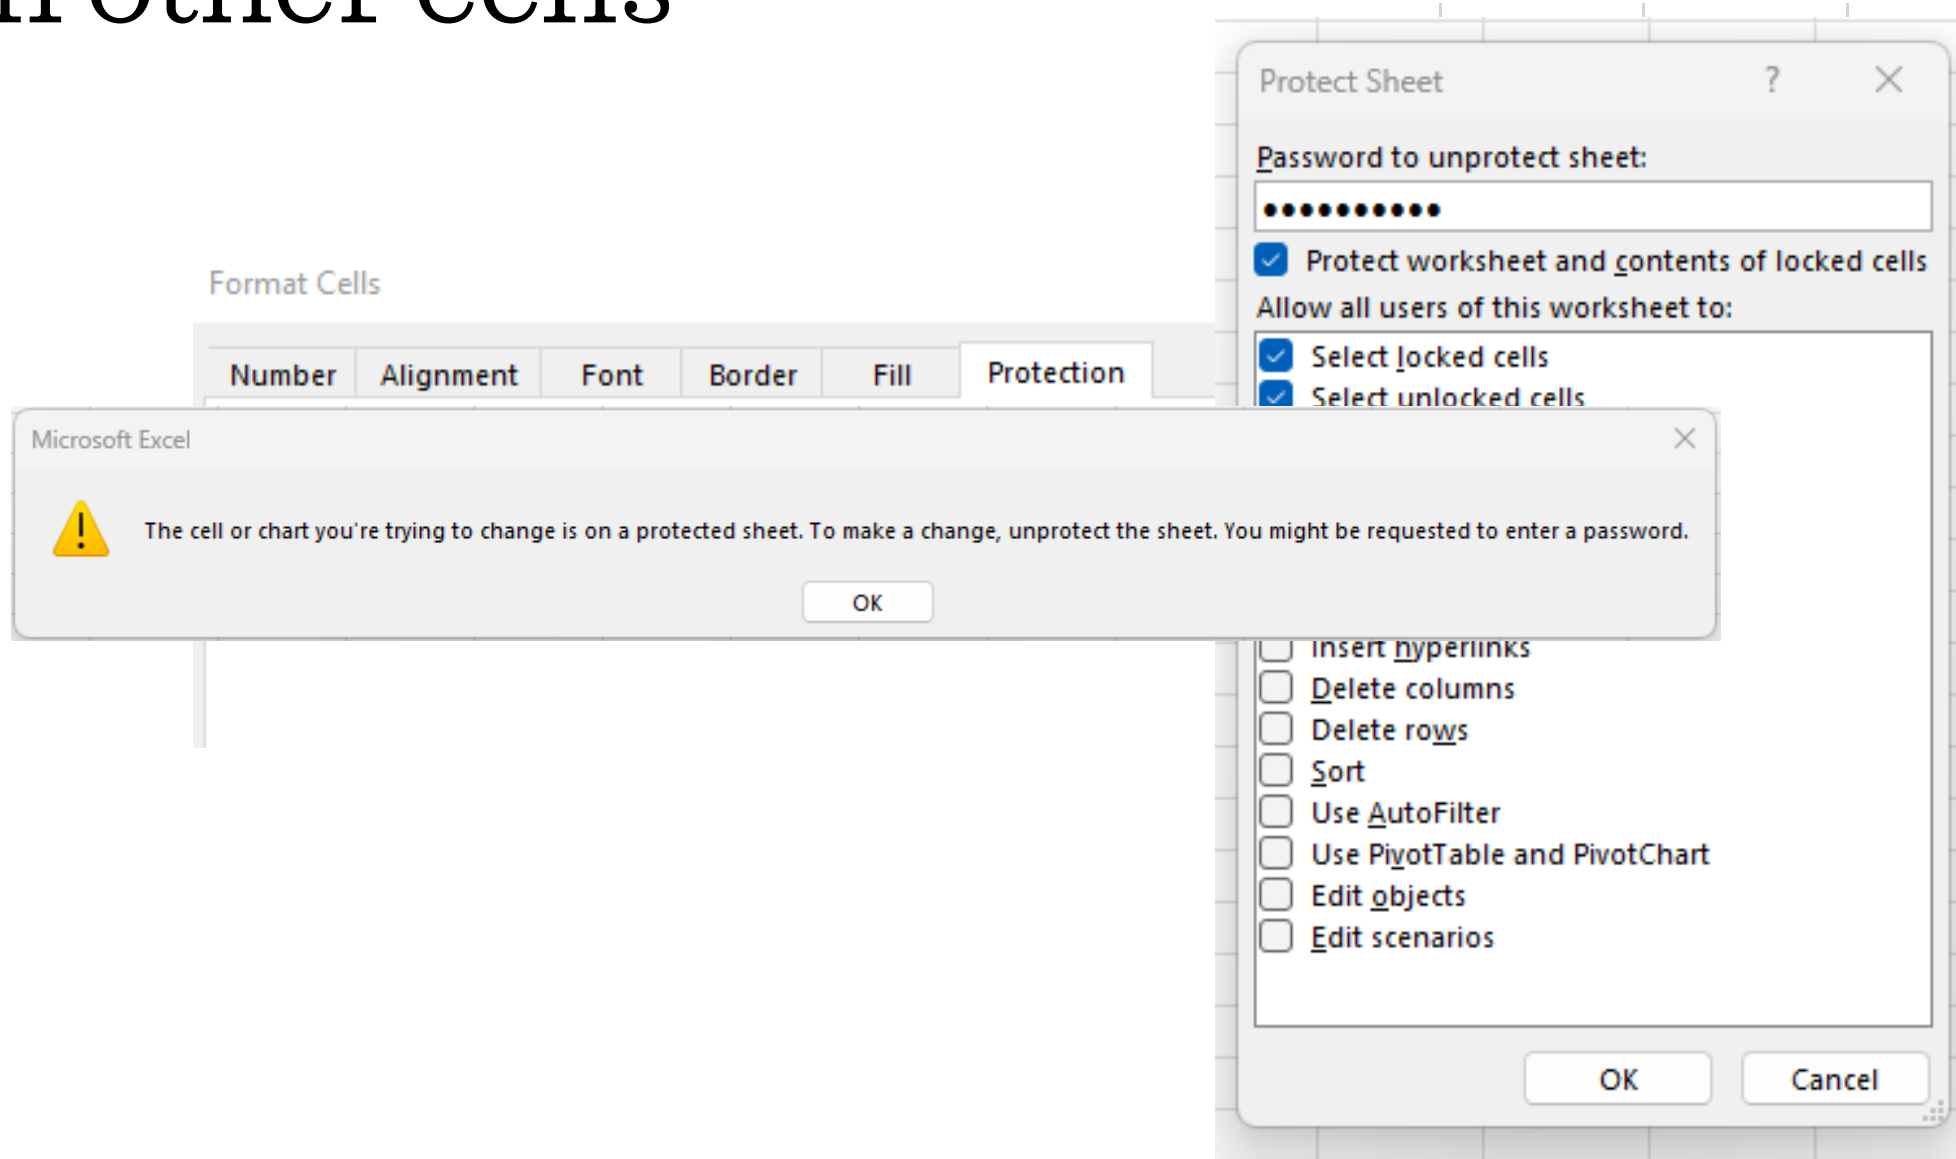 other cells
Protect Sheet
?
Password to unprotect sheet:
••••••••••
Protect worksheet and contents of locked cells
Allow all users of this worksheet to:
Format Cells
Number Alignment Font Border Fill Protection
Select locked cells
Select unlocked cells
Microsoft Excel
The cell or chart you're trying to change is on a protected sheet. To make a change, unprotect the sheet. You might be requested to enter a password.
OK
Insert hyperlinks
Delete columns
Delete rows
Sort
Use AutoFilter
Use PivotTable and PivotChart
Edit objects
Edit scenarios
OK Cancel